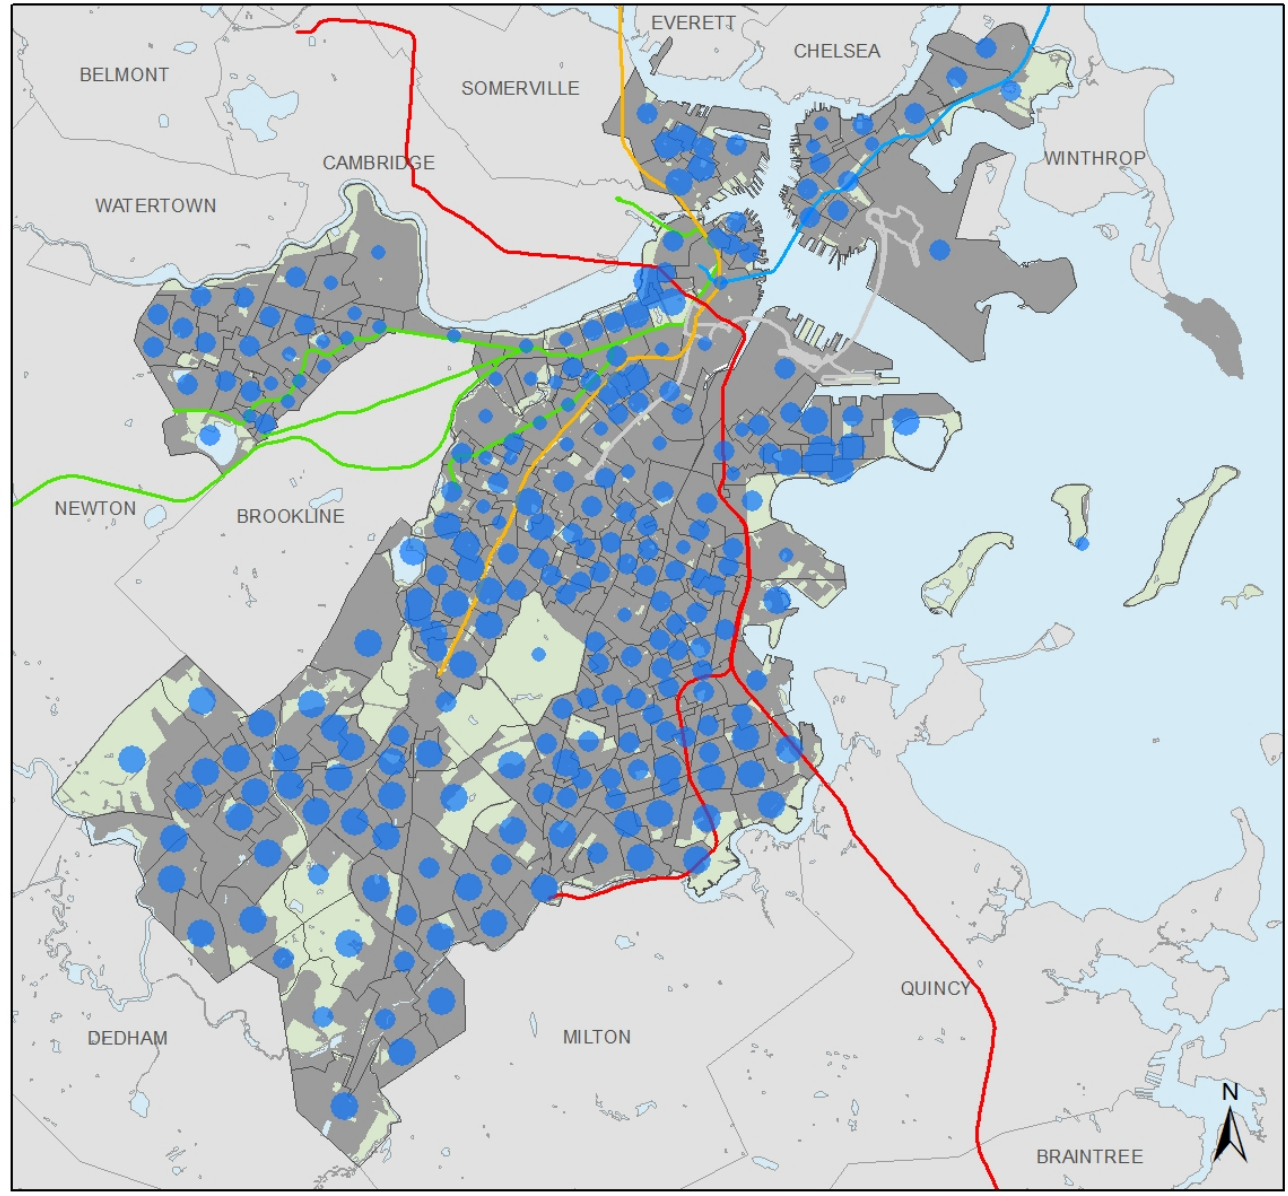 EVERETT
CHELSEA
BELMONT
SOMERVILLE
CAMBRIDGE
WINTHROP
WATERTOWN
NEWTON
BROOKLINE
QUINCY
DEDHAM
MILTON
N
BRAINTREE